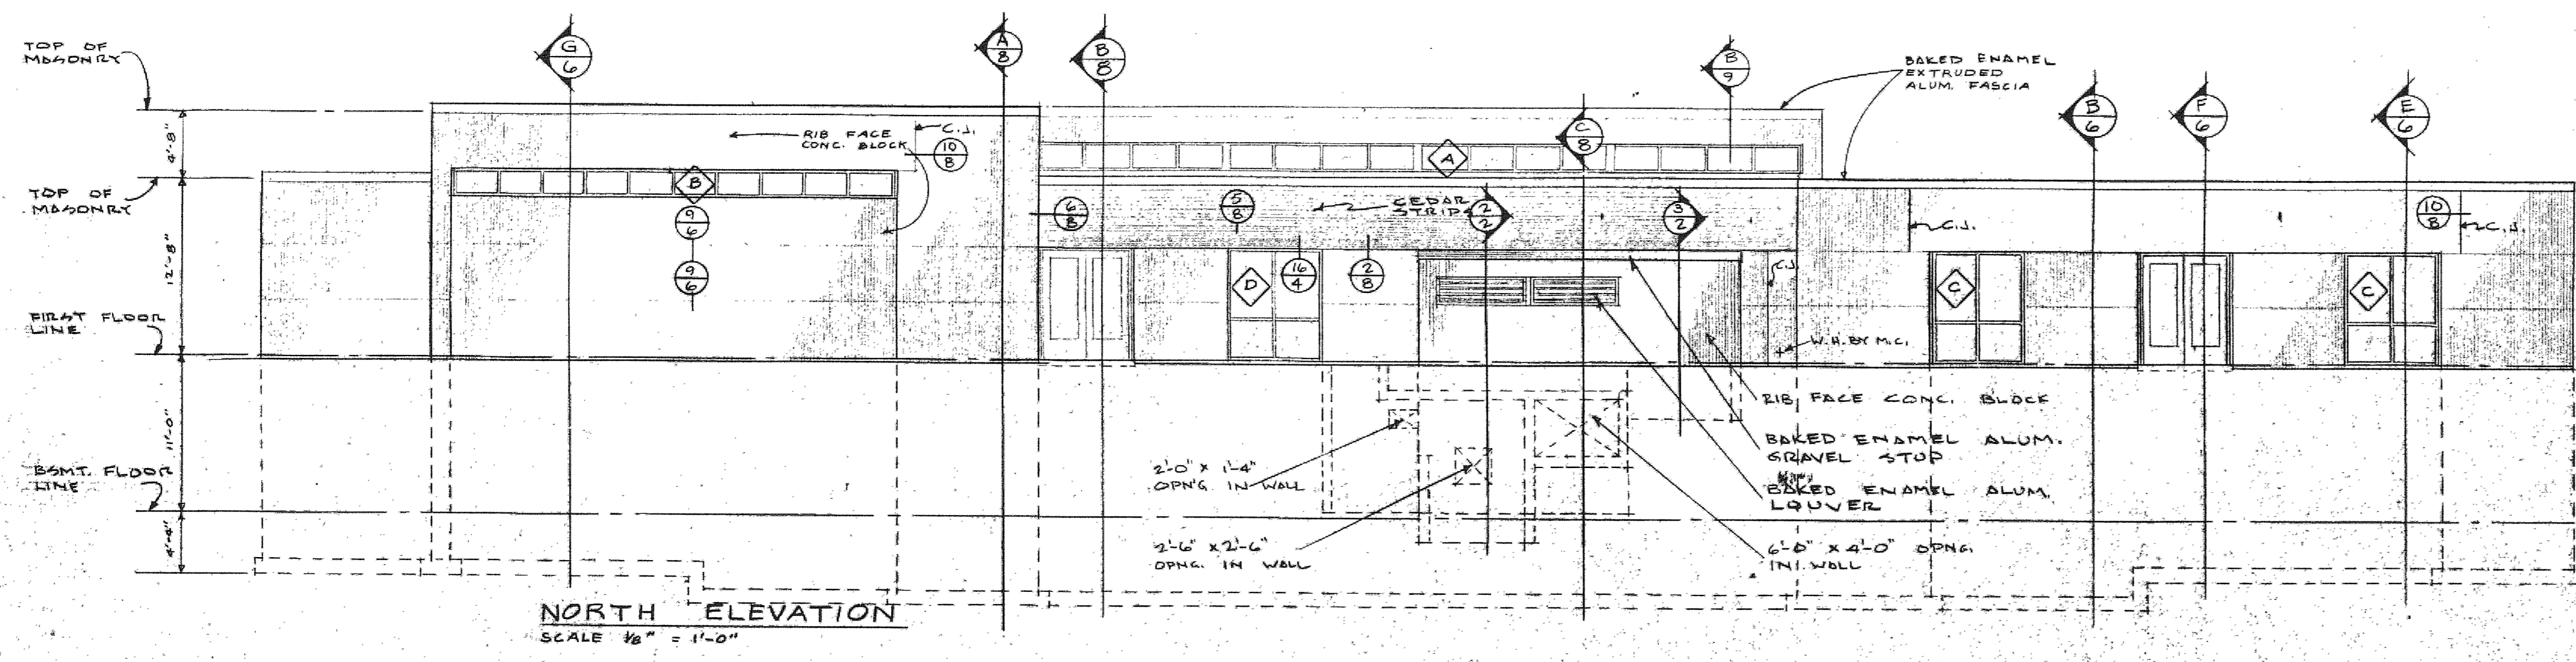 TOP OF
MASONRY
G
6
A
8
B
8
B
9
BAKED ENAMEL
EXTRUDED
ALUM. FASCIA
B
6
F
6
E
6
4'-8"
RIB FACE
CONC. BLOCK
C.J.
10
8
C
8
A
TOP OF
MASONRY
B
9
6
9
6
6
8
5
8
CEDAR
STRIPS
2
2
3
2
C.J.
10
8
C.J.
12'-8"
D
16
4
2
8
C.J.
C
C
FIRST FLOOR
LINE
W.H. BY M.C.
11'-0"
RIB FACE CONC. BLOCK
BAKED ENAMEL ALUM.
GRAVEL STOP
BSMT. FLOOR
LINE
2'-0" X 1'-4"
OPN'G. IN WALL
BAKED ENAMEL ALUM.
LOUVER
4'-4"
2'-6" X 2'-6"
OPNG. IN WALL
6'-0" X 4'-0" OPNG.
IN WALL
NORTH ELEVATION
SCALE 1/8" = 1'-0"